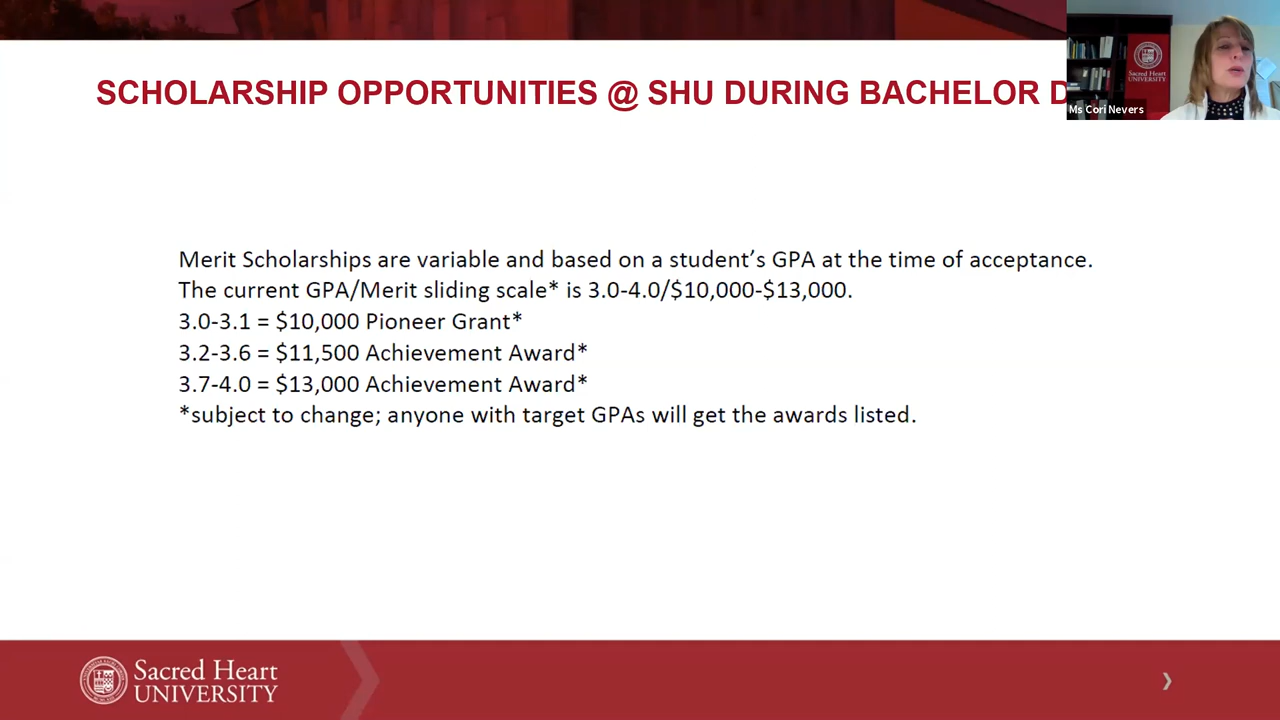 SCHOLARSHIP OPPORTUNITIES @ SHU DURING BACHELOR D
Sacred Heart
UNIVERSITY
Ms Cori Nevers
Merit Scholarships are variable and based on a student’s GPA at the time of acceptance.
The current GPA/Merit sliding scale* is 3.0-4.0/$10,000-$13,000.
3.0-3.1 = $10,000 Pioneer Grant*
3.2-3.6 = $11,500 Achievement Award*
3.7-4.0 = $13,000 Achievement Award*
*subject to change; anyone with target GPAs will get the awards listed.
Sacred Heart
UNIVERSITY